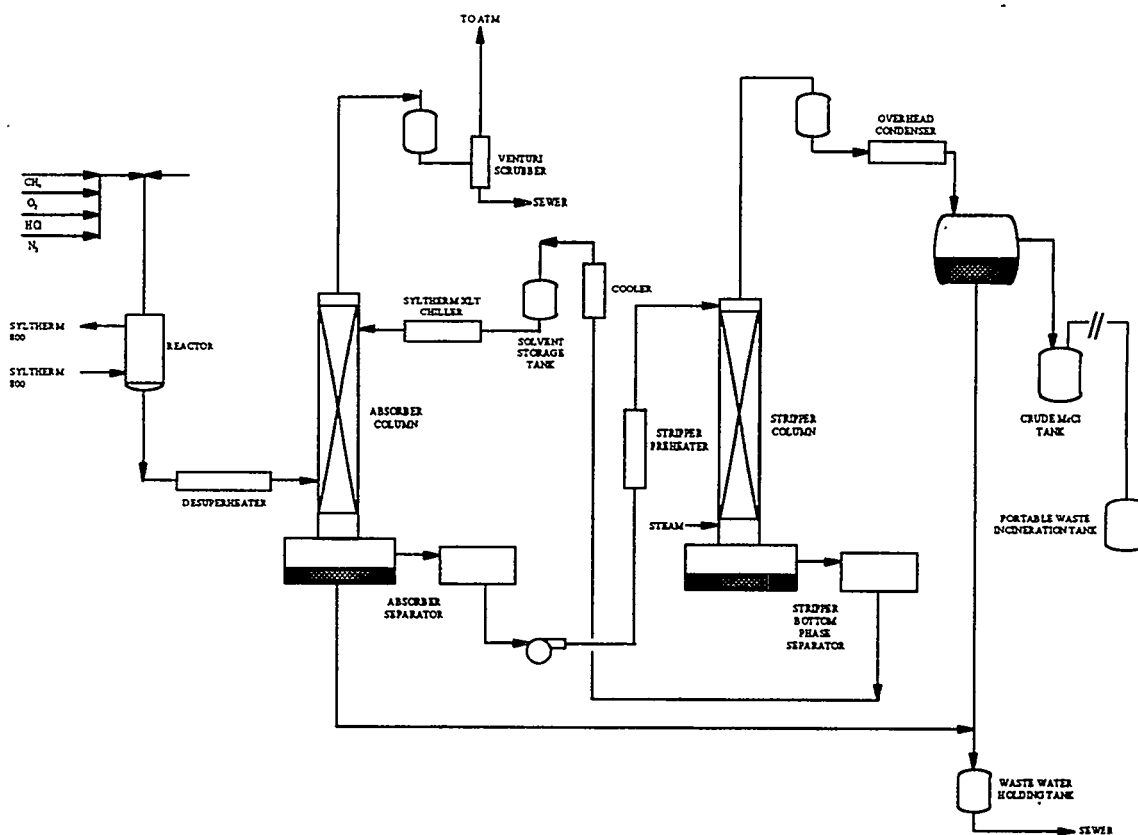 TO ATM
OVERHEAD
CONDENSER
VENTURI
SCRUBBER
SEWER
CH₄
O₂
HCl
N₂
COOLER
SYLTHERM XLT
CHILLER
SOLVENT
STORAGE
TANK
SYLTHERM
800
REACTOR
SYLTHERM
800
ABSORBER
COLUMN
STRIPPER
PREHEATER
STRIPPER
COLUMN
CRUDE MeCl
TANK
DESUPERHEATER
STEAM
PORTABLE WASTE
INCINERATION TANK
ABSORBER
SEPARATOR
STRIPPER
BOTTOM
PHASE
SEPARATOR
WASTE WATER
HOLDING TANK
SEWER